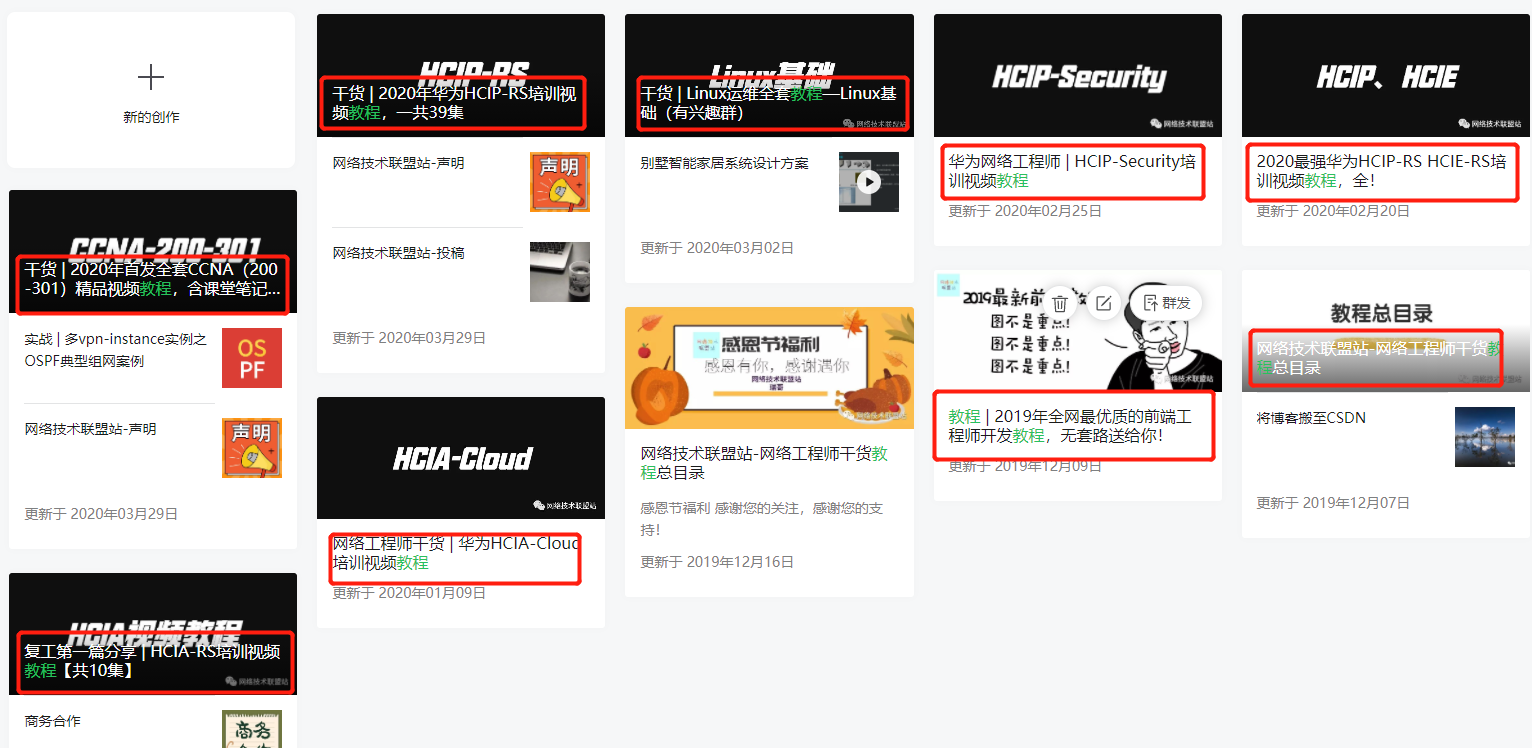 新的创作
CCNA-200-301
干货 | 2020年首发全套CCNA（200
-301）精品视频教程，含课堂笔记...
实战 | 多vpn-instance实例之
OSPF典型组网案例
OS
PF
网络技术联盟站-声明
声明
更新于 2020年03月29日
HCIA视频教程
复工第一篇分享 | HCIA-RS培训视频
教程【共10集】
网络技术联盟站
商务合作
商务
HCIP-RS
干货 | 2020年华为HCIP-RS培训视
频教程，一共39集
网络技术联盟站-声明
声明
网络技术联盟站-投稿
更新于 2020年03月29日
HCIA-Cloud
网络技术联盟站
网络工程师干货 | 华为HCIA-Cloud
培训视频教程
更新于 2020年01月09日
Linux基础
干货 | Linux运维全套教程—Linux基
础（有兴趣群）
网络技术联盟站
别墅智能家居系统设计方案
更新于 2020年03月02日
感恩节福利
感恩有你，感谢遇你
网络技术联盟站
瑞哥
网络技术联盟站-网络工程师干货教
程总目录
感恩节福利 感谢您的关注，感谢您的支
持！
更新于 2019年12月16日
HCIP-Security
网络技术联盟站
华为网络工程师 | HCIP-Security培
训视频教程
更新于 2020年02月25日
2019最新前
图不是重点!
图不是重点!
图不是重点!
群发
网络技术联盟站
教程 | 2019年全网最优质的前端工
程师开发教程，无套路送给你！
更新于 2019年12月09日
HCIP、HCIE
网络技术联盟站
2020最强华为HCIP-RS HCIE-RS培
训视频教程，全！
更新于 2020年02月20日
教程总目录
网络技术联盟站-网络工程师干货教
程总目录
网络技术联盟站
将博客搬至CSDN
更新于 2019年12月07日